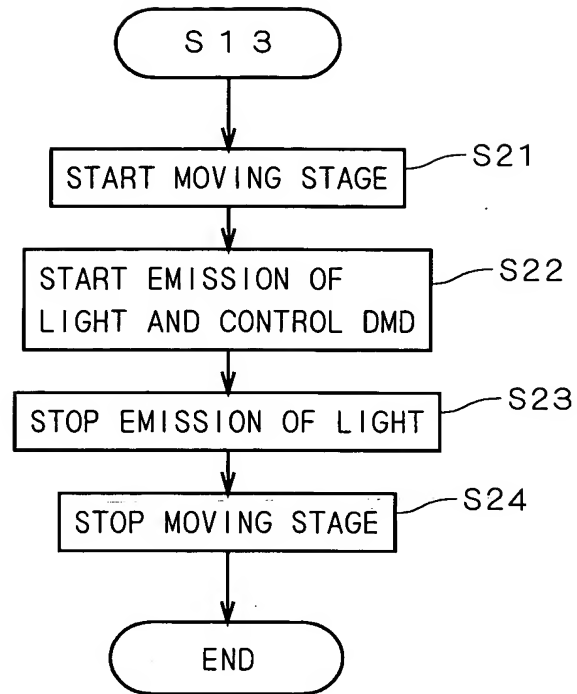 S13
START MOVING STAGE
S21
START EMISSION OF
LIGHT AND CONTROL DMD
S22
STOP EMISSION OF LIGHT
S23
STOP MOVING STAGE
S24
END